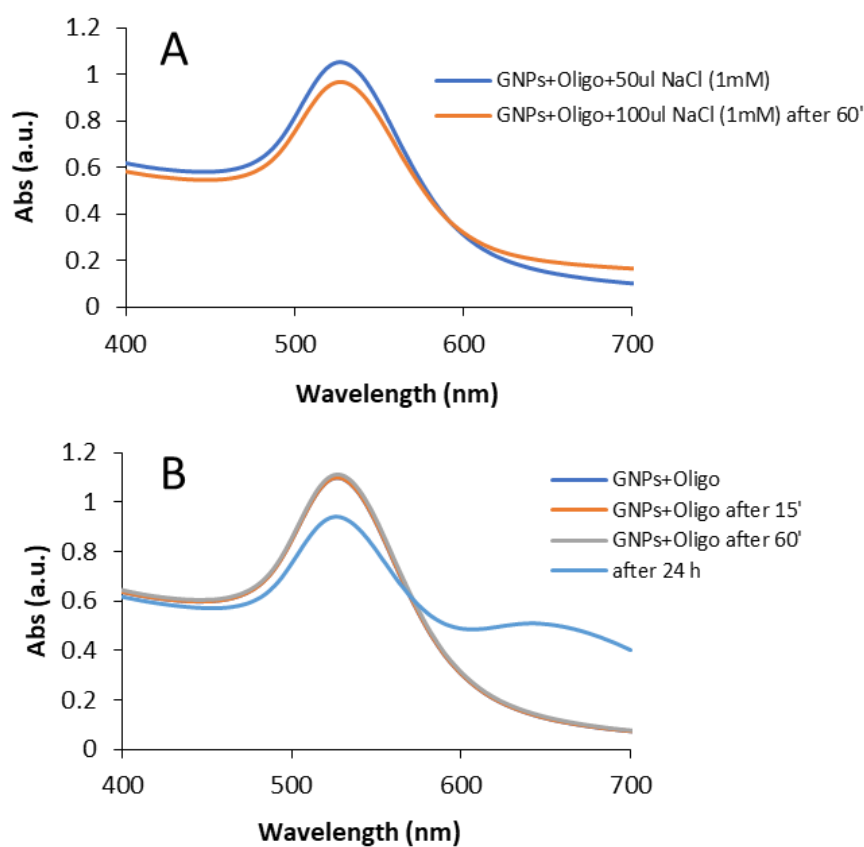 A
1.2
1
0.8
0.6
0.4
0.2
0
Abs (a.u.)
400 500 600 700
Wavelength (nm)
GNPs+Oligo+50ul NaCl (1mM)
GNPs+Oligo+100ul NaCl (1mM) after 60'
B
1.2
1
0.8
0.6
0.4
0.2
0
Abs (a.u.)
400 500 600 700
Wavelength (nm)
GNPs+Oligo
GNPs+Oligo after 15'
GNPs+Oligo after 60'
after 24 h